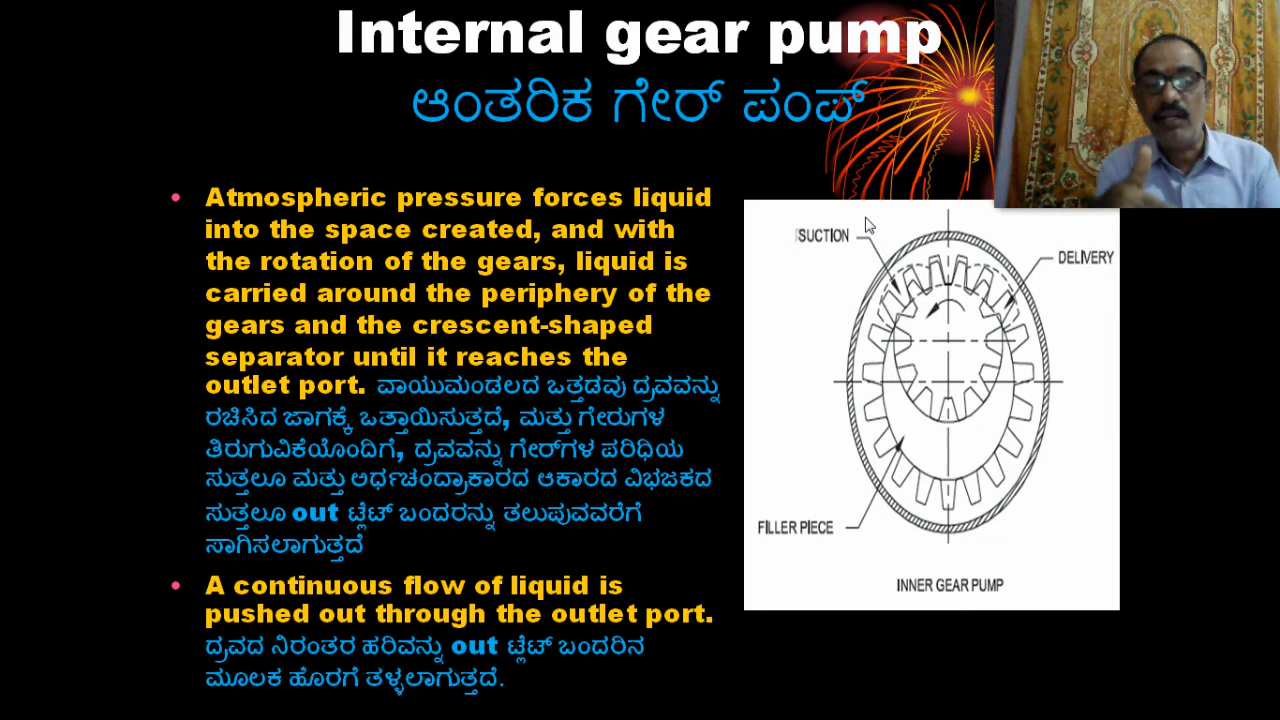 Internal gear pump
ಆಂತರಿಕ ಗೇರ್ ಪಂಪ್
• Atmospheric pressure forces liquid
into the space created, and with
the rotation of the gears, liquid is
carried around the periphery of the
gears and the crescent-shaped
separator until it reaches the
outlet port. ವಾಯುಮಂಡಲದ ಒತ್ತಡವು ದ್ರವವನ್ನು
ರಚಿಸಿದ ಜಾಗಕ್ಕೆ ಒತ್ತಾಯಿಸುತ್ತದೆ, ಮತ್ತು ಗೇರುಗಳ
ತಿರುಗುವಿಕೆಯೊಂದಿಗೆ, ದ್ರವವನ್ನು ಗೇರ್‌ಗಳ ಪರಿಧಿಯ
ಸುತ್ತಲೂ ಮತ್ತು ಅರ್ಧಚಂದ್ರಾಕಾರದ ಆಕಾರದ ವಿಭಜಕದ
ಸುತ್ತಲೂ out ಟ್ಲೆಟ್ ಬಂದರನ್ನು ತಲುಪುವವರೆಗೆ
ಸಾಗಿಸಲಾಗುತ್ತದೆ
• A continuous flow of liquid is
pushed out through the outlet port.
ದ್ರವದ ನಿರಂತರ ಹರಿವನ್ನು out ಟ್ಲೆಟ್ ಬಂದರಿನ
ಮೂಲಕ ಹೊರಗೆ ತಳ್ಳಲಾಗುತ್ತದೆ.
SUCTION
DELIVERY
FILLER PIECE
INNER GEAR PUMP